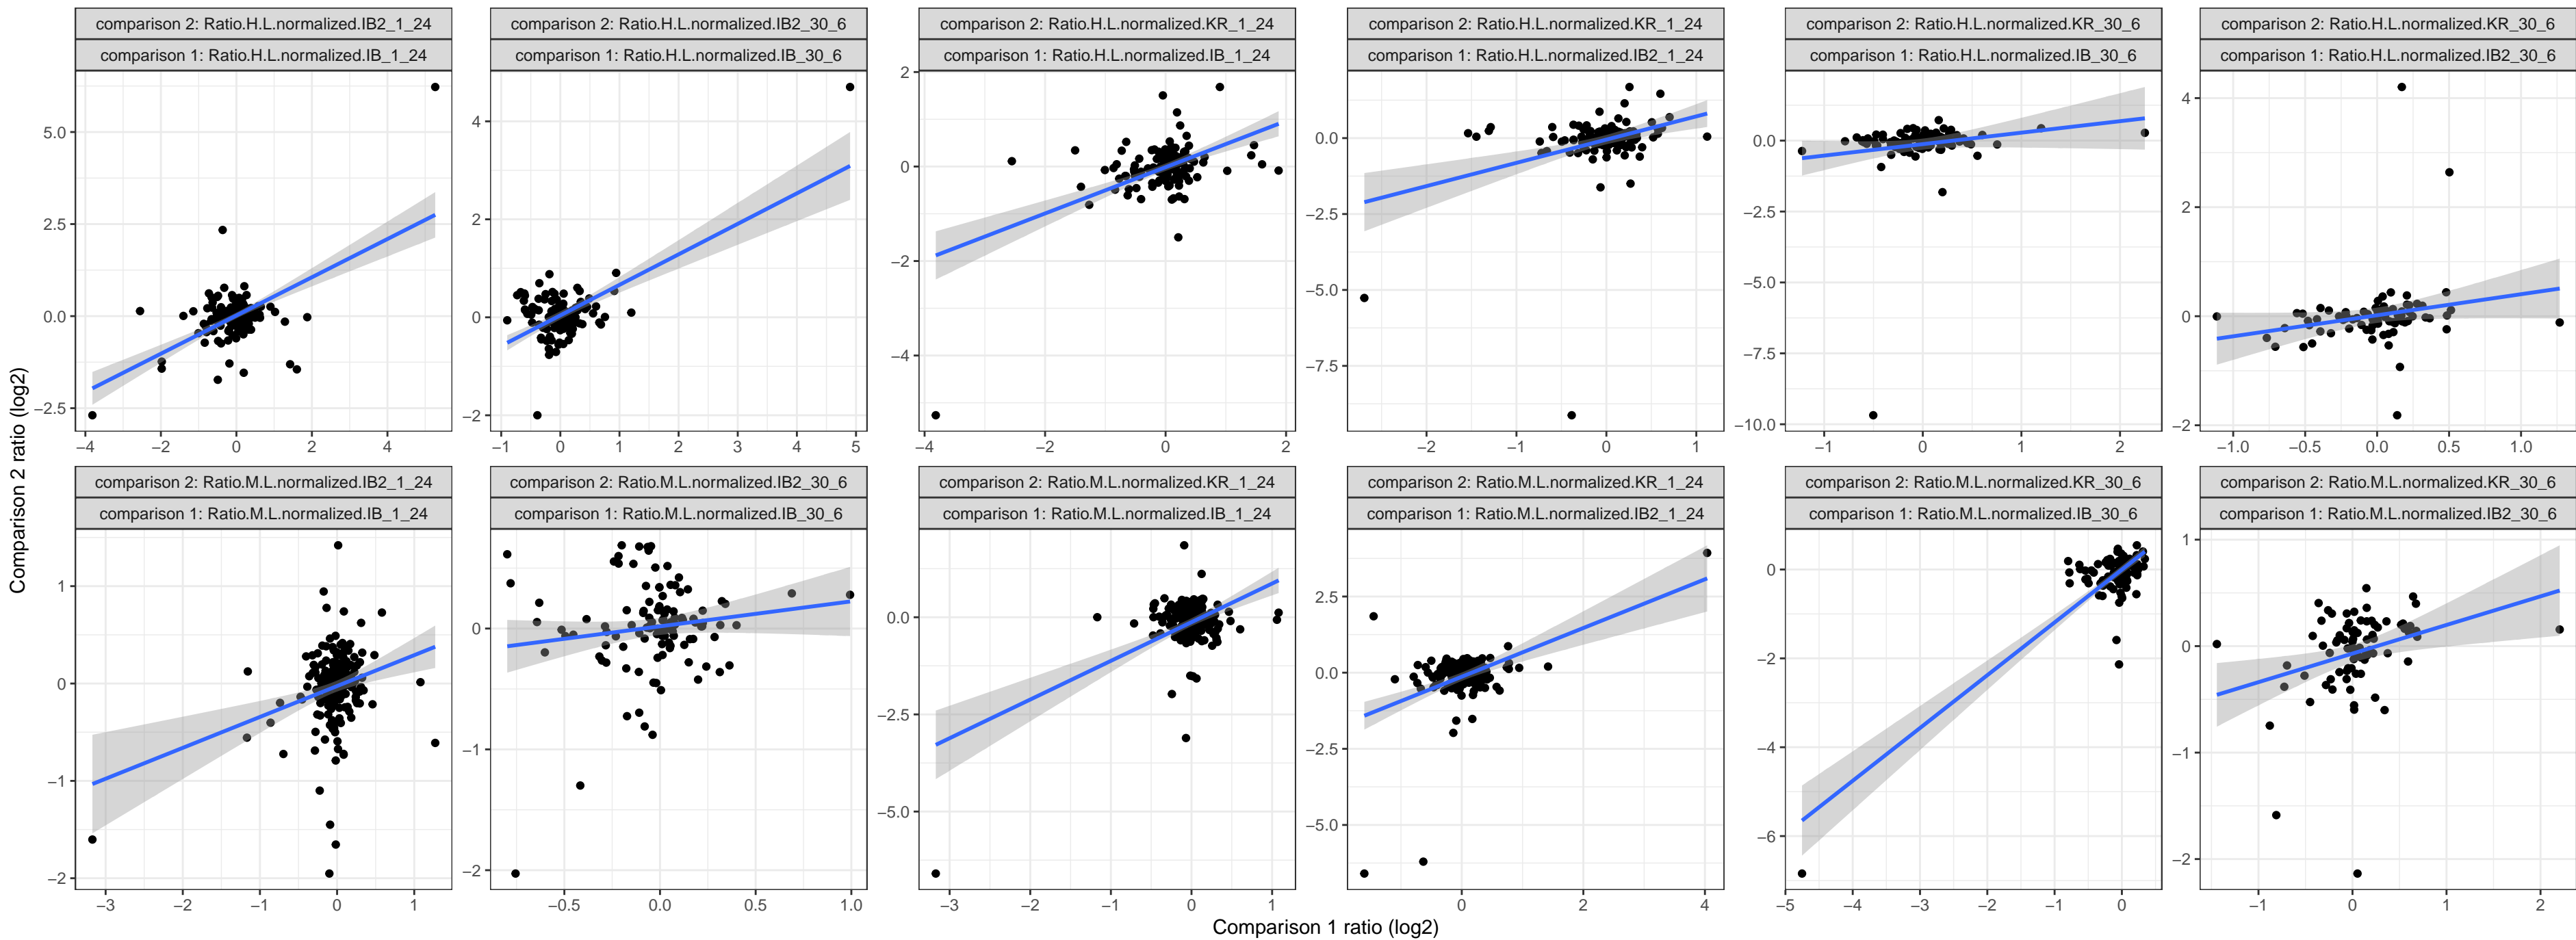 comparison 2: Ratio.H.L.normalized.IB2_1_24
comparison 1: Ratio.H.L.normalized.IB_1_24
5.0
2.5
0.0
−2.5
−4 −2 0 2 4
comparison 2: Ratio.H.L.normalized.IB2_30_6
comparison 1: Ratio.H.L.normalized.IB_30_6
4
2
0
−2
−1 0 1 2 3 4 5
comparison 2: Ratio.H.L.normalized.KR_1_24
comparison 1: Ratio.H.L.normalized.IB_1_24
2
0
−2
−4
−4 −2 0 2
comparison 2: Ratio.H.L.normalized.KR_1_24
comparison 1: Ratio.H.L.normalized.IB2_1_24
0.0
−2.5
−5.0
−7.5
−2 −1 0 1
comparison 2: Ratio.H.L.normalized.KR_30_6
comparison 1: Ratio.H.L.normalized.IB_30_6
0.0
−2.5
−5.0
−7.5
−10.0
−1 0 1 2
comparison 2: Ratio.H.L.normalized.KR_30_6
comparison 1: Ratio.H.L.normalized.IB2_30_6
4
2
0
−2
−1.0 −0.5 0.0 0.5 1.0
comparison 2: Ratio.M.L.normalized.IB2_1_24
comparison 1: Ratio.M.L.normalized.IB_1_24
1
0
−1
−2
−3 −2 −1 0 1
comparison 2: Ratio.M.L.normalized.IB2_30_6
comparison 1: Ratio.M.L.normalized.IB_30_6
0
−1
−2
−0.5 0.0 0.5 1.0
comparison 2: Ratio.M.L.normalized.KR_1_24
comparison 1: Ratio.M.L.normalized.IB_1_24
0.0
−2.5
−5.0
−3 −2 −1 0 1
comparison 2: Ratio.M.L.normalized.KR_1_24
comparison 1: Ratio.M.L.normalized.IB2_1_24
2.5
0.0
−2.5
−5.0
0 2 4
comparison 2: Ratio.M.L.normalized.KR_30_6
comparison 1: Ratio.M.L.normalized.IB_30_6
0
−2
−4
−6
−5 −4 −3 −2 −1 0
comparison 2: Ratio.M.L.normalized.KR_30_6
comparison 1: Ratio.M.L.normalized.IB2_30_6
1
0
−1
−2
−1 0 1 2
Comparison 2 ratio (log2)
Comparison 1 ratio (log2)